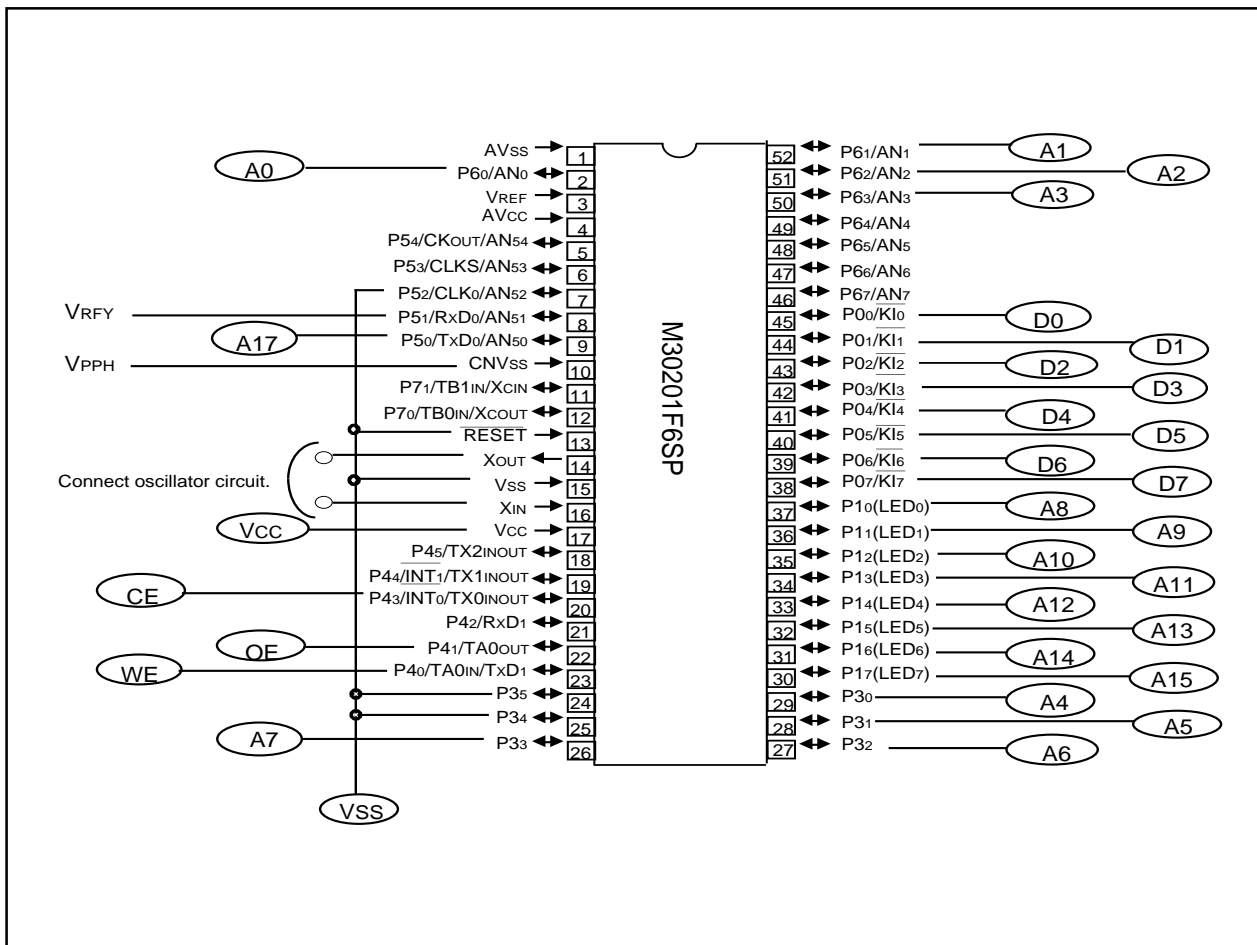 A0 AVSS 1 52 P61/AN1 A1
P60/AN0 2 51 P62/AN2 A2
VREF 3 50 P63/AN3 A3
AVCC 4 49 P64/AN4
P54/CKOUT/AN54 5 48 P65/AN5
P53/CLKS/AN53 6 47 P66/AN6
P52/CLK0/AN52 7 46 P67/AN7
VRFY P51/RxD0/AN51 8 45 P00/KI0 D0
A17 P50/TxD0/AN50 9 44 P01/KI1 D1
VPPH CNVSS 10 43 P02/KI2 D2
P71/TB1IN/XCIN 11 42 P03/KI3 D3
P70/TB0IN/XCOUT 12 41 P04/KI4 D4
RESET 13 40 P05/KI5 D5
XOUT 14 39 P06/KI6 D6
Connect oscillator circuit. VSS 15 38 P07/KI7 D7
XIN 16 37 P10(LED0) A8
VCC VCC 17 36 P11(LED1) A9
P45/TX2INOUT 18 35 P12(LED2) A10
P44/INT1/TX1INOUT 19 34 P13(LED3) A11
CE P43/INT0/TX0INOUT 20 33 P14(LED4) A12
P42/RxD1 21 32 P15(LED5) A13
OE P41/TA0OUT 22 31 P16(LED6) A14
WE P40/TA0IN/TxD1 23 30 P17(LED7) A15
P35 24 29 P30 A4
P34 25 28 P31 A5
A7 P33 26 27 P32 A6
VSS
M30201F6SP